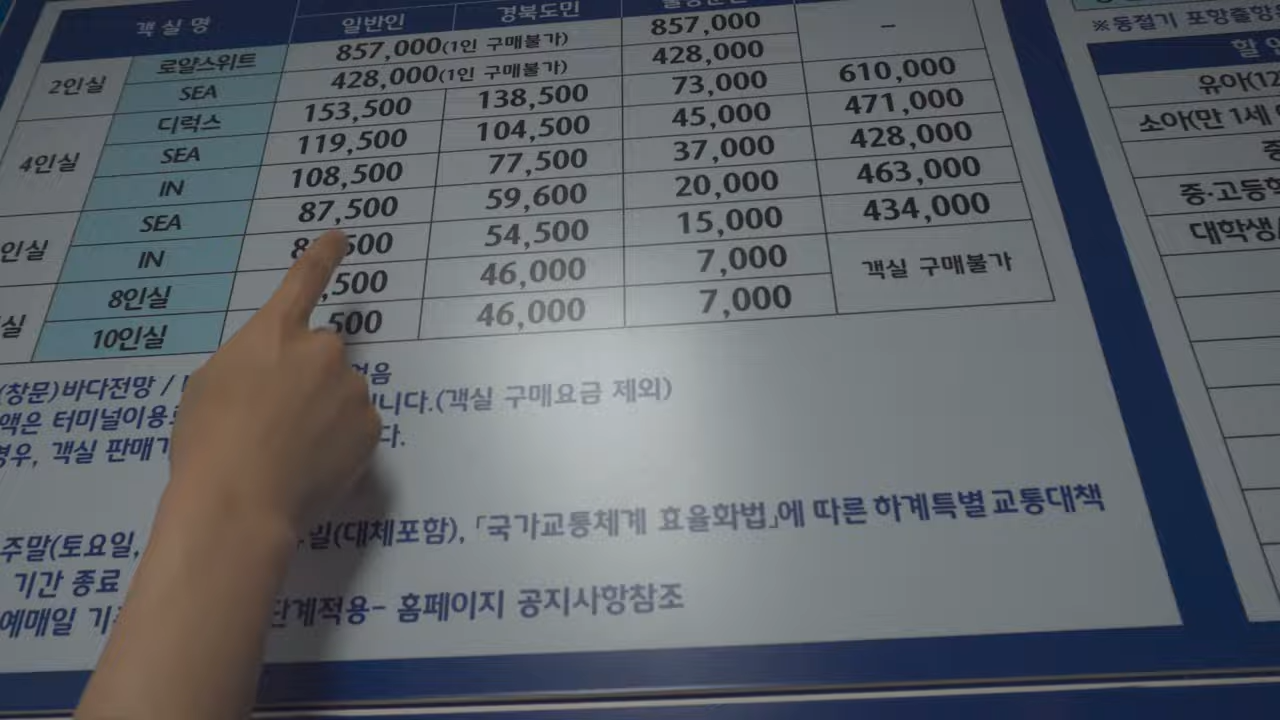 객 실 명 일반인 경북도민
2인실 로얄스위트 857,000(1인 구매불가) 857,000 –
SEA 428,000(1인 구매불가) 428,000
4인실 디럭스 153,500 138,500 73,000 610,000
SEA 119,500 104,500 45,000 471,000
IN 108,500 77,500 37,000 428,000
인실 SEA 87,500 59,600 20,000 463,000
IN 500 54,500 15,000 434,000
실 8인실 ,500 46,000 7,000 객실 구매불가
10인실 500 46,000 7,000
(창문)바다전망 / 없음
액은 터미널이용료 니다.(객실 구매요금 제외)
경우, 객실 판매가 다.
주말(토요일, 일(대체포함), 「국가교통체계 효율화법」에 따른 하계특별교통대책
기간 종료
예매일 기 단계적용- 홈페이지 공지사항참조
※동절기 포항출항
할 인
유아(12
소아(만 1세
중
중·고등학
대학생/